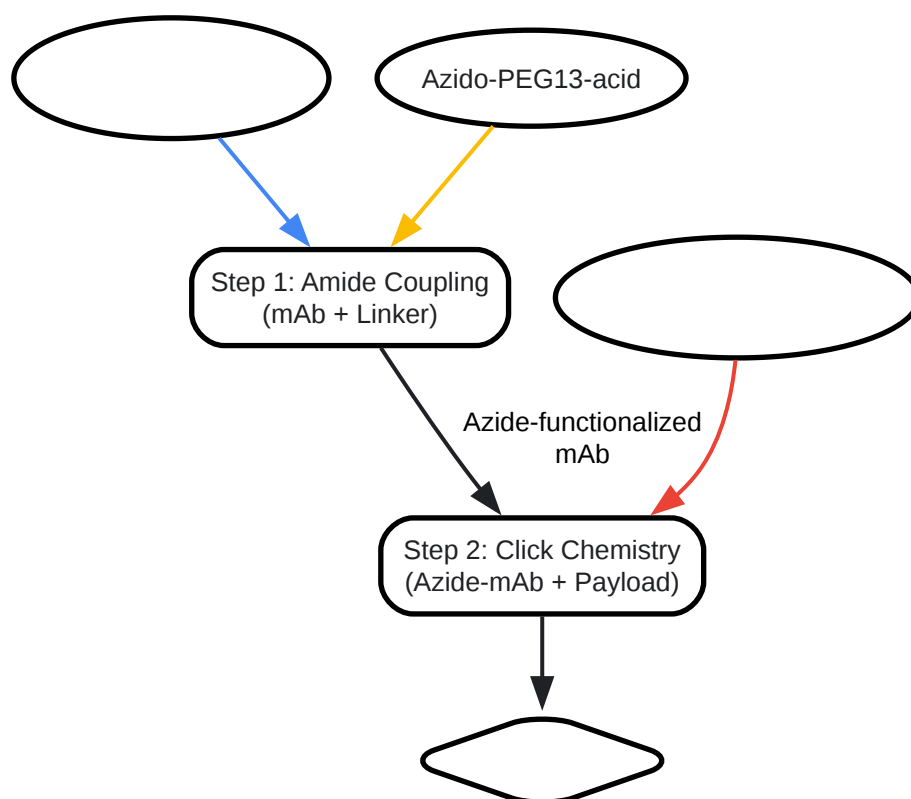 Azido-PEG13-acid
Step 1: Amide Coupling
(mAb + Linker)
Azide-functionalized
mAb
Step 2: Click Chemistry
(Azide-mAb + Payload)